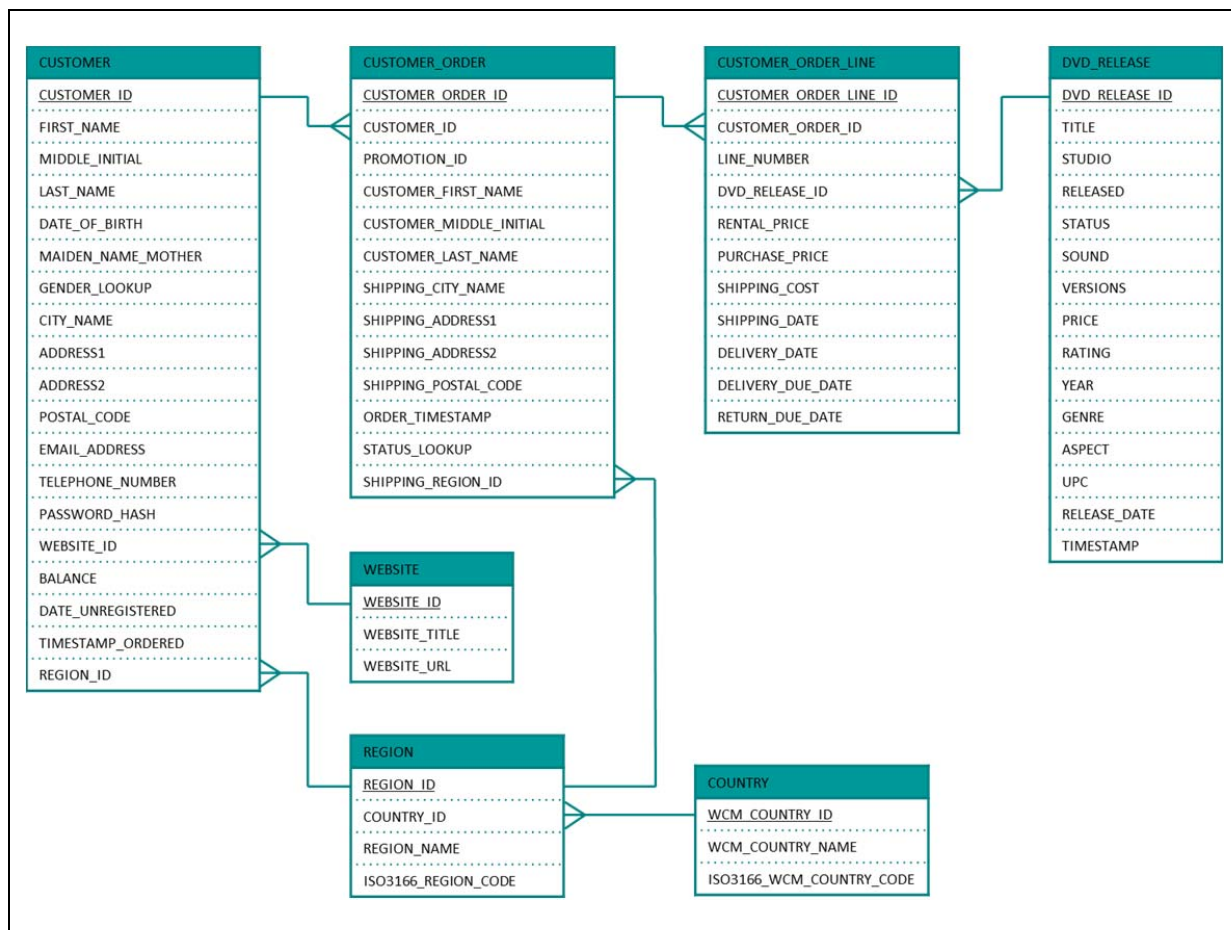 CUSTOMER
CUSTOMER_ID
FIRST_NAME
MIDDLE_INITIAL
LAST_NAME
DATE_OF_BIRTH
MAIDEN_NAME_MOTHER
GENDER_LOOKUP
CITY_NAME
ADDRESS1
ADDRESS2
POSTAL_CODE
EMAIL_ADDRESS
TELEPHONE_NUMBER
PASSWORD_HASH
WEBSITE_ID
BALANCE
DATE_UNREGISTERED
TIMESTAMP_ORDERED
REGION_ID
CUSTOMER_ORDER
CUSTOMER_ORDER_ID
CUSTOMER_ID
PROMOTION_ID
CUSTOMER_FIRST_NAME
CUSTOMER_MIDDLE_INITIAL
CUSTOMER_LAST_NAME
SHIPPING_CITY_NAME
SHIPPING_ADDRESS1
SHIPPING_ADDRESS2
SHIPPING_POSTAL_CODE
ORDER_TIMESTAMP
STATUS_LOOKUP
SHIPPING_REGION_ID
CUSTOMER_ORDER_LINE
CUSTOMER_ORDER_LINE_ID
CUSTOMER_ORDER_ID
LINE_NUMBER
DVD_RELEASE_ID
RENTAL_PRICE
PURCHASE_PRICE
SHIPPING_COST
SHIPPING_DATE
DELIVERY_DATE
DELIVERY_DUE_DATE
RETURN_DUE_DATE
DVD_RELEASE
DVD_RELEASE_ID
TITLE
STUDIO
RELEASED
STATUS
SOUND
VERSIONS
PRICE
RATING
YEAR
GENRE
ASPECT
UPC
RELEASE_DATE
TIMESTAMP
WEBSITE
WEBSITE_ID
WEBSITE_TITLE
WEBSITE_URL
REGION
REGION_ID
COUNTRY_ID
REGION_NAME
ISO3166_REGION_CODE
COUNTRY
WCM_COUNTRY_ID
WCM_COUNTRY_NAME
ISO3166_WCM_COUNTRY_CODE